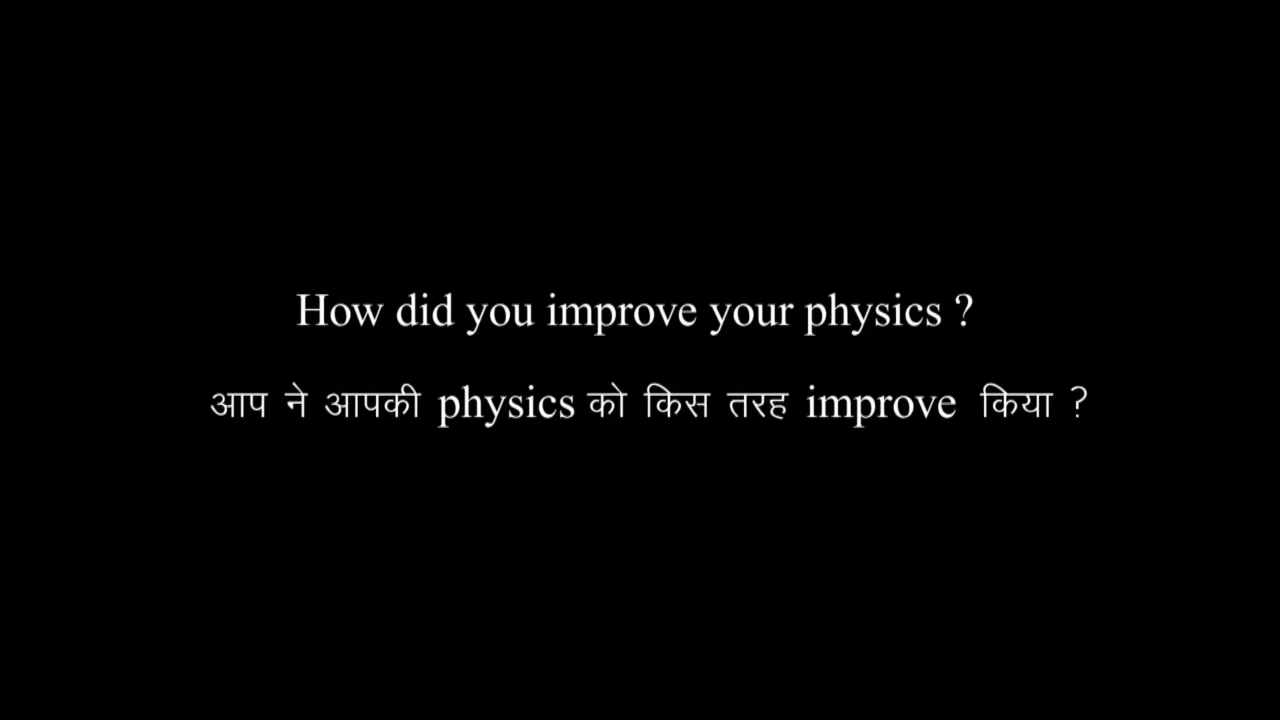 How did you improve your physics ?
आप ने आपकी physics को किस तरह improve किया ?